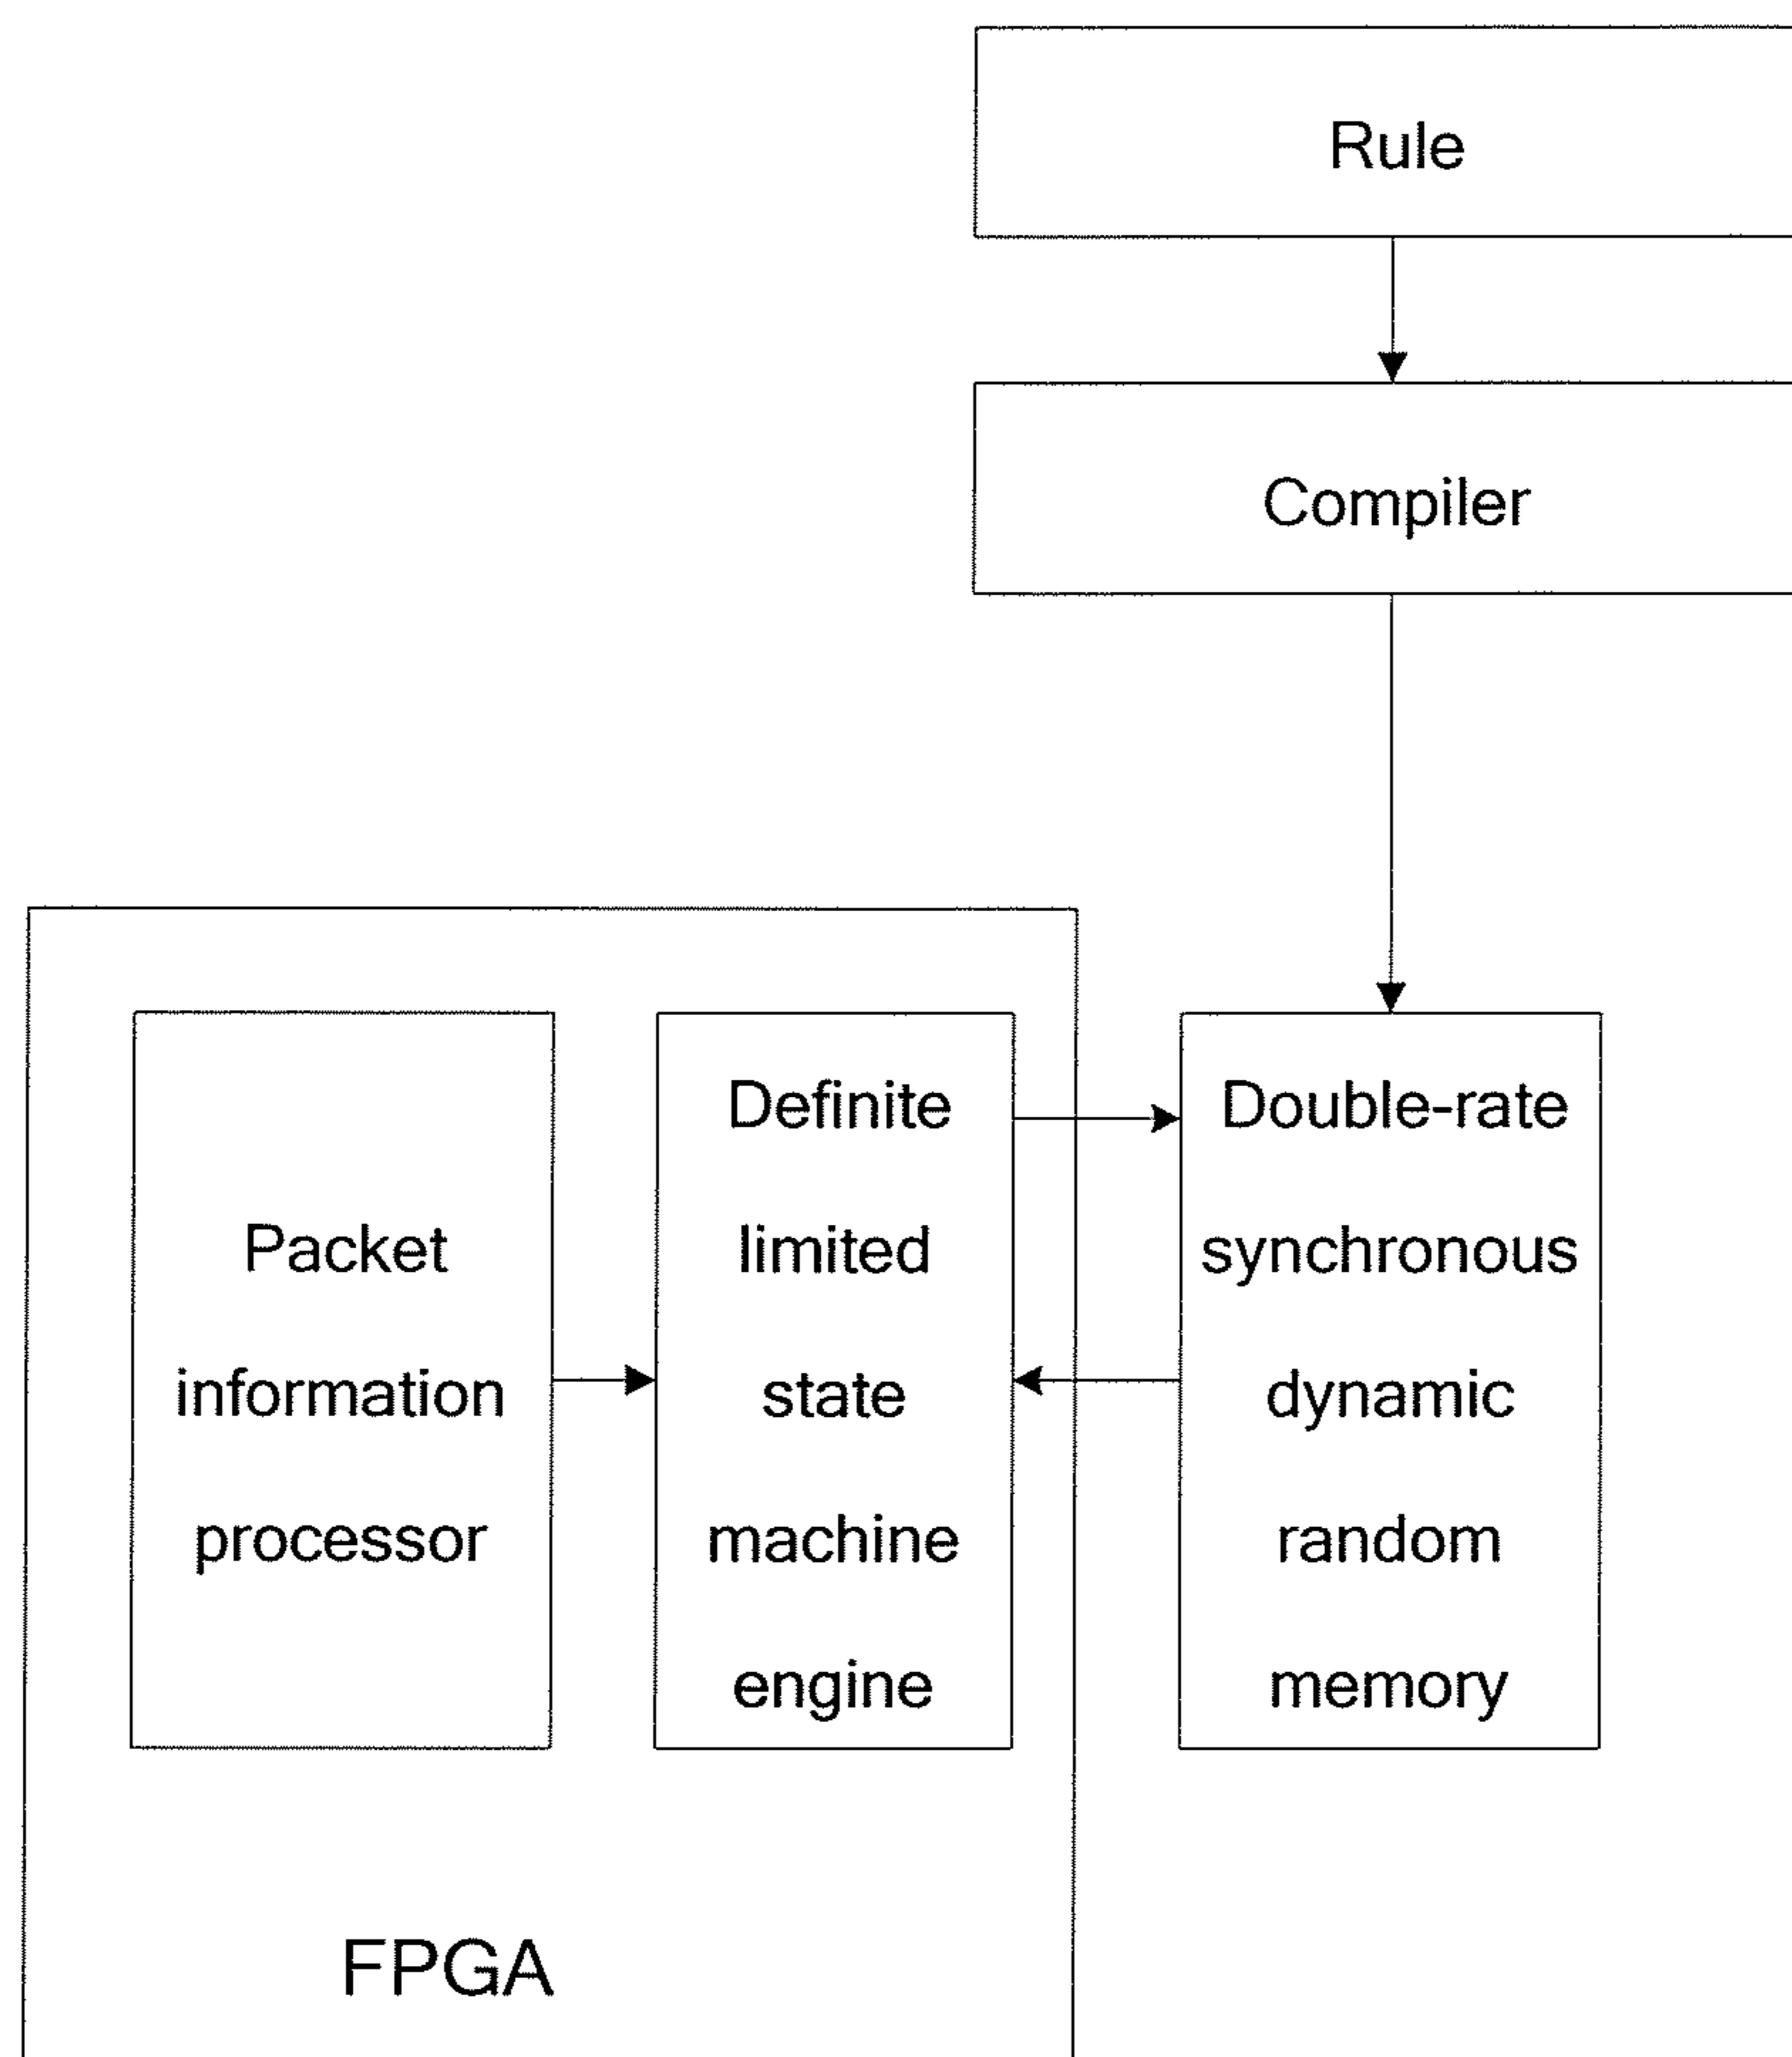 Rule
Compiler
Packet
information
processor
Definite
limited
state
machine
engine
Double-rate
synchronous
dynamic
random
memory
FPGA